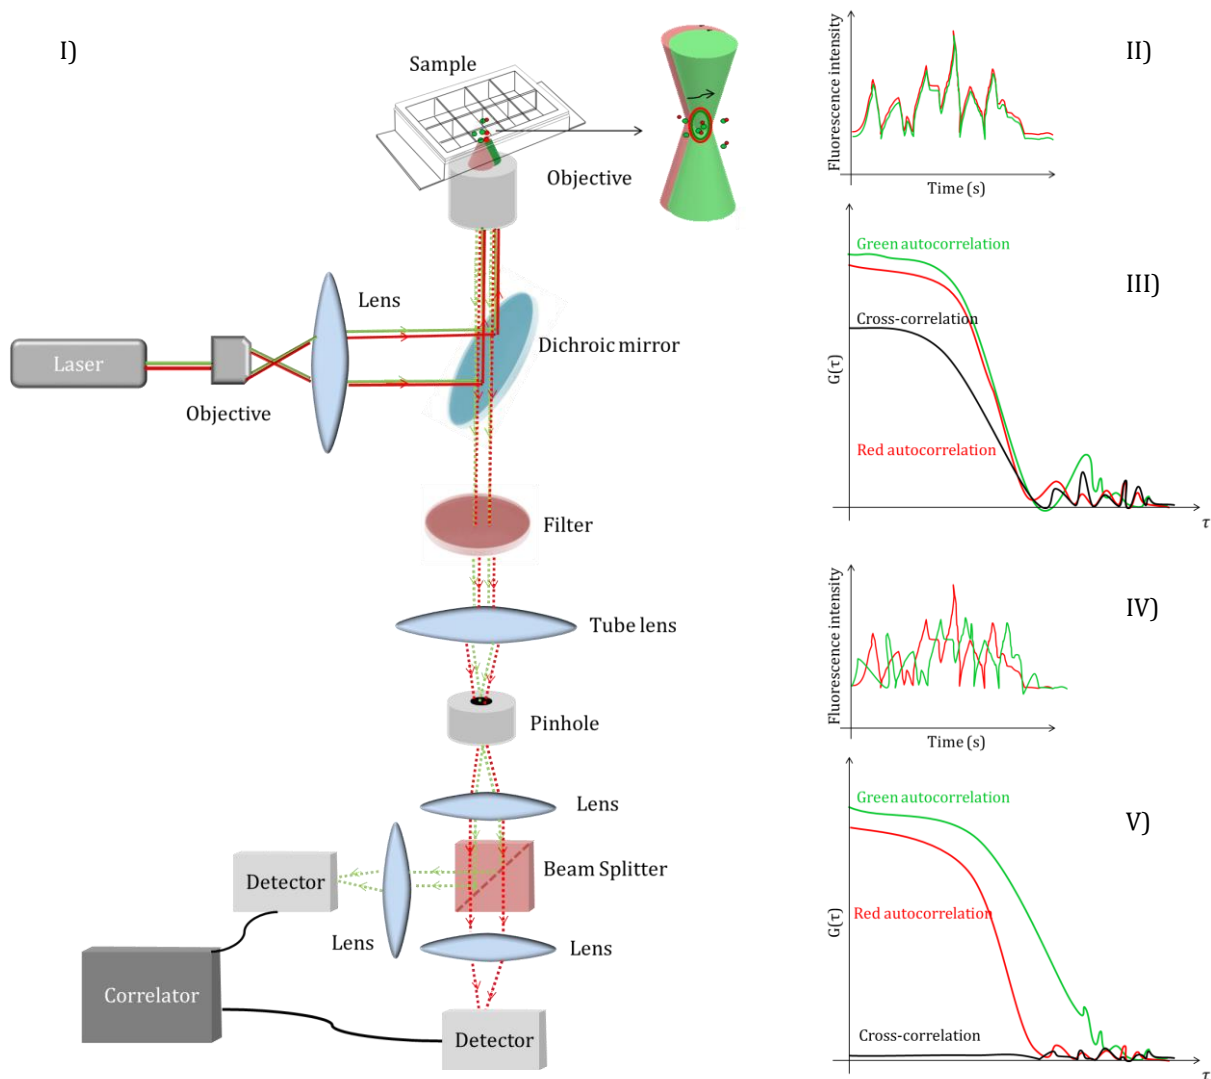 I)
Sample
Objective
Lens
Dichroic mirror
Laser
Objective
Filter
Tube lens
Pinhole
Lens
Beam Splitter
Detector
Lens
Lens
Correlator
Detector
II)
Fluorescence intensity
Time (s)
III)
Green autocorrelation
Cross-correlation
G(τ)
Red autocorrelation
τ
IV)
Fluorescence intensity
Time (s)
V)
Green autocorrelation
Red autocorrelation
G(τ)
Cross-correlation
τ